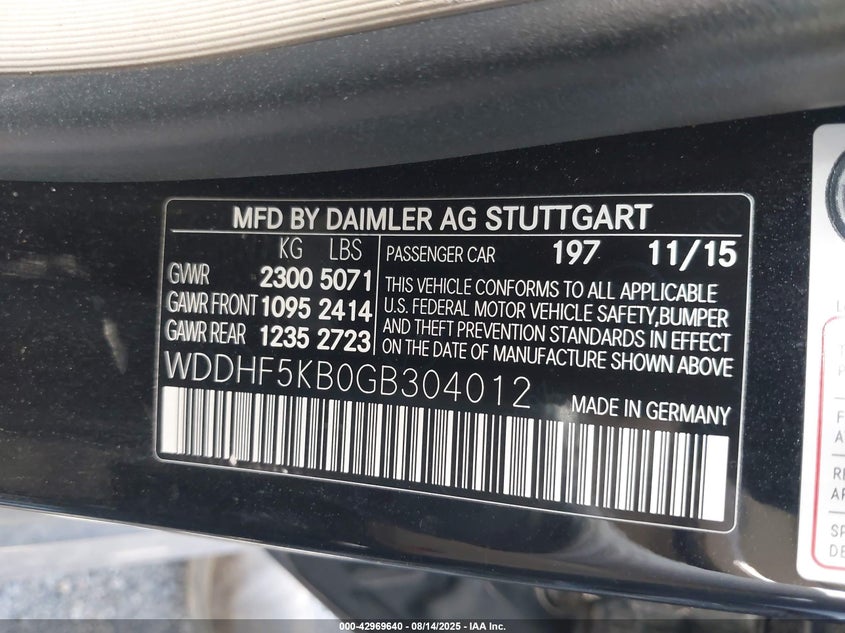 MFD BY DAIMLER AG STUTTGART
KG LBS
GVWR 2300 5071
GAWR FRONT 1095 2414
GAWR REAR 1235 2723
PASSENGER CAR 197 11/15
THIS VEHICLE CONFORMS TO ALL APPLICABLE
U.S. FEDERAL MOTOR VEHICLE SAFETY,BUMPER
AND THEFT PREVENTION STANDARDS IN EFFECT
ON THE DATE OF MANUFACTURE SHOWN ABOVE
WDDHF5KB0GB304012
MADE IN GERMANY
000-42969640 - 08/14/2025 - IAA Inc.